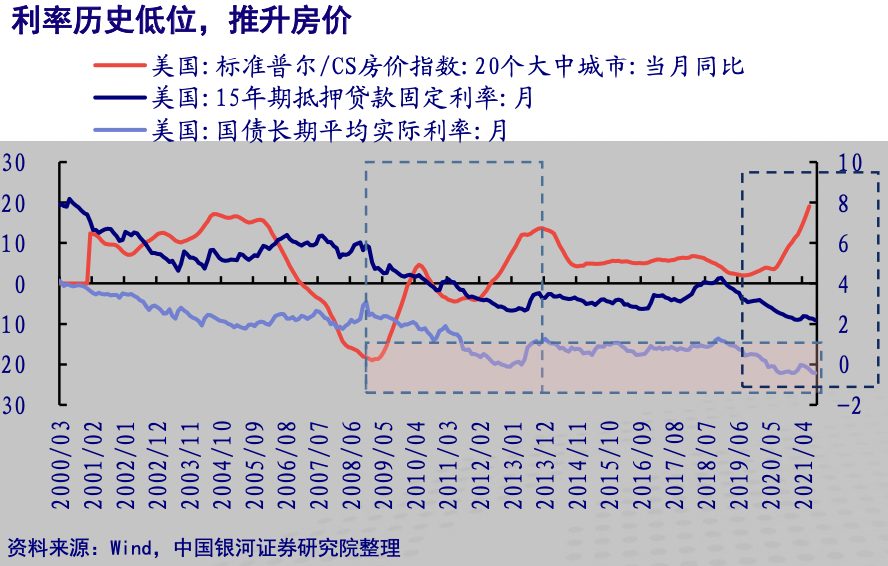 利率历史低位，推升房价
美国:标准普尔/CS房价指数:20个大中城市:当月同比
美国:15年期抵押贷款固定利率:月
美国:国债长期平均实际利率:月
30 10
20 8
10 6
0 4
10 2
20 0
30 -2
2000/03 2001/02 2002/01 2002/12 2003/11 2004/10 2005/09 2006/08 2007/07 2008/06 2009/05 2010/04 2011/03 2012/02 2013/01 2013/12 2014/11 2015/10 2016/09 2017/08 2018/07 2019/06 2020/05 2021/04
资料来源：Wind，中国银河证券研究院整理